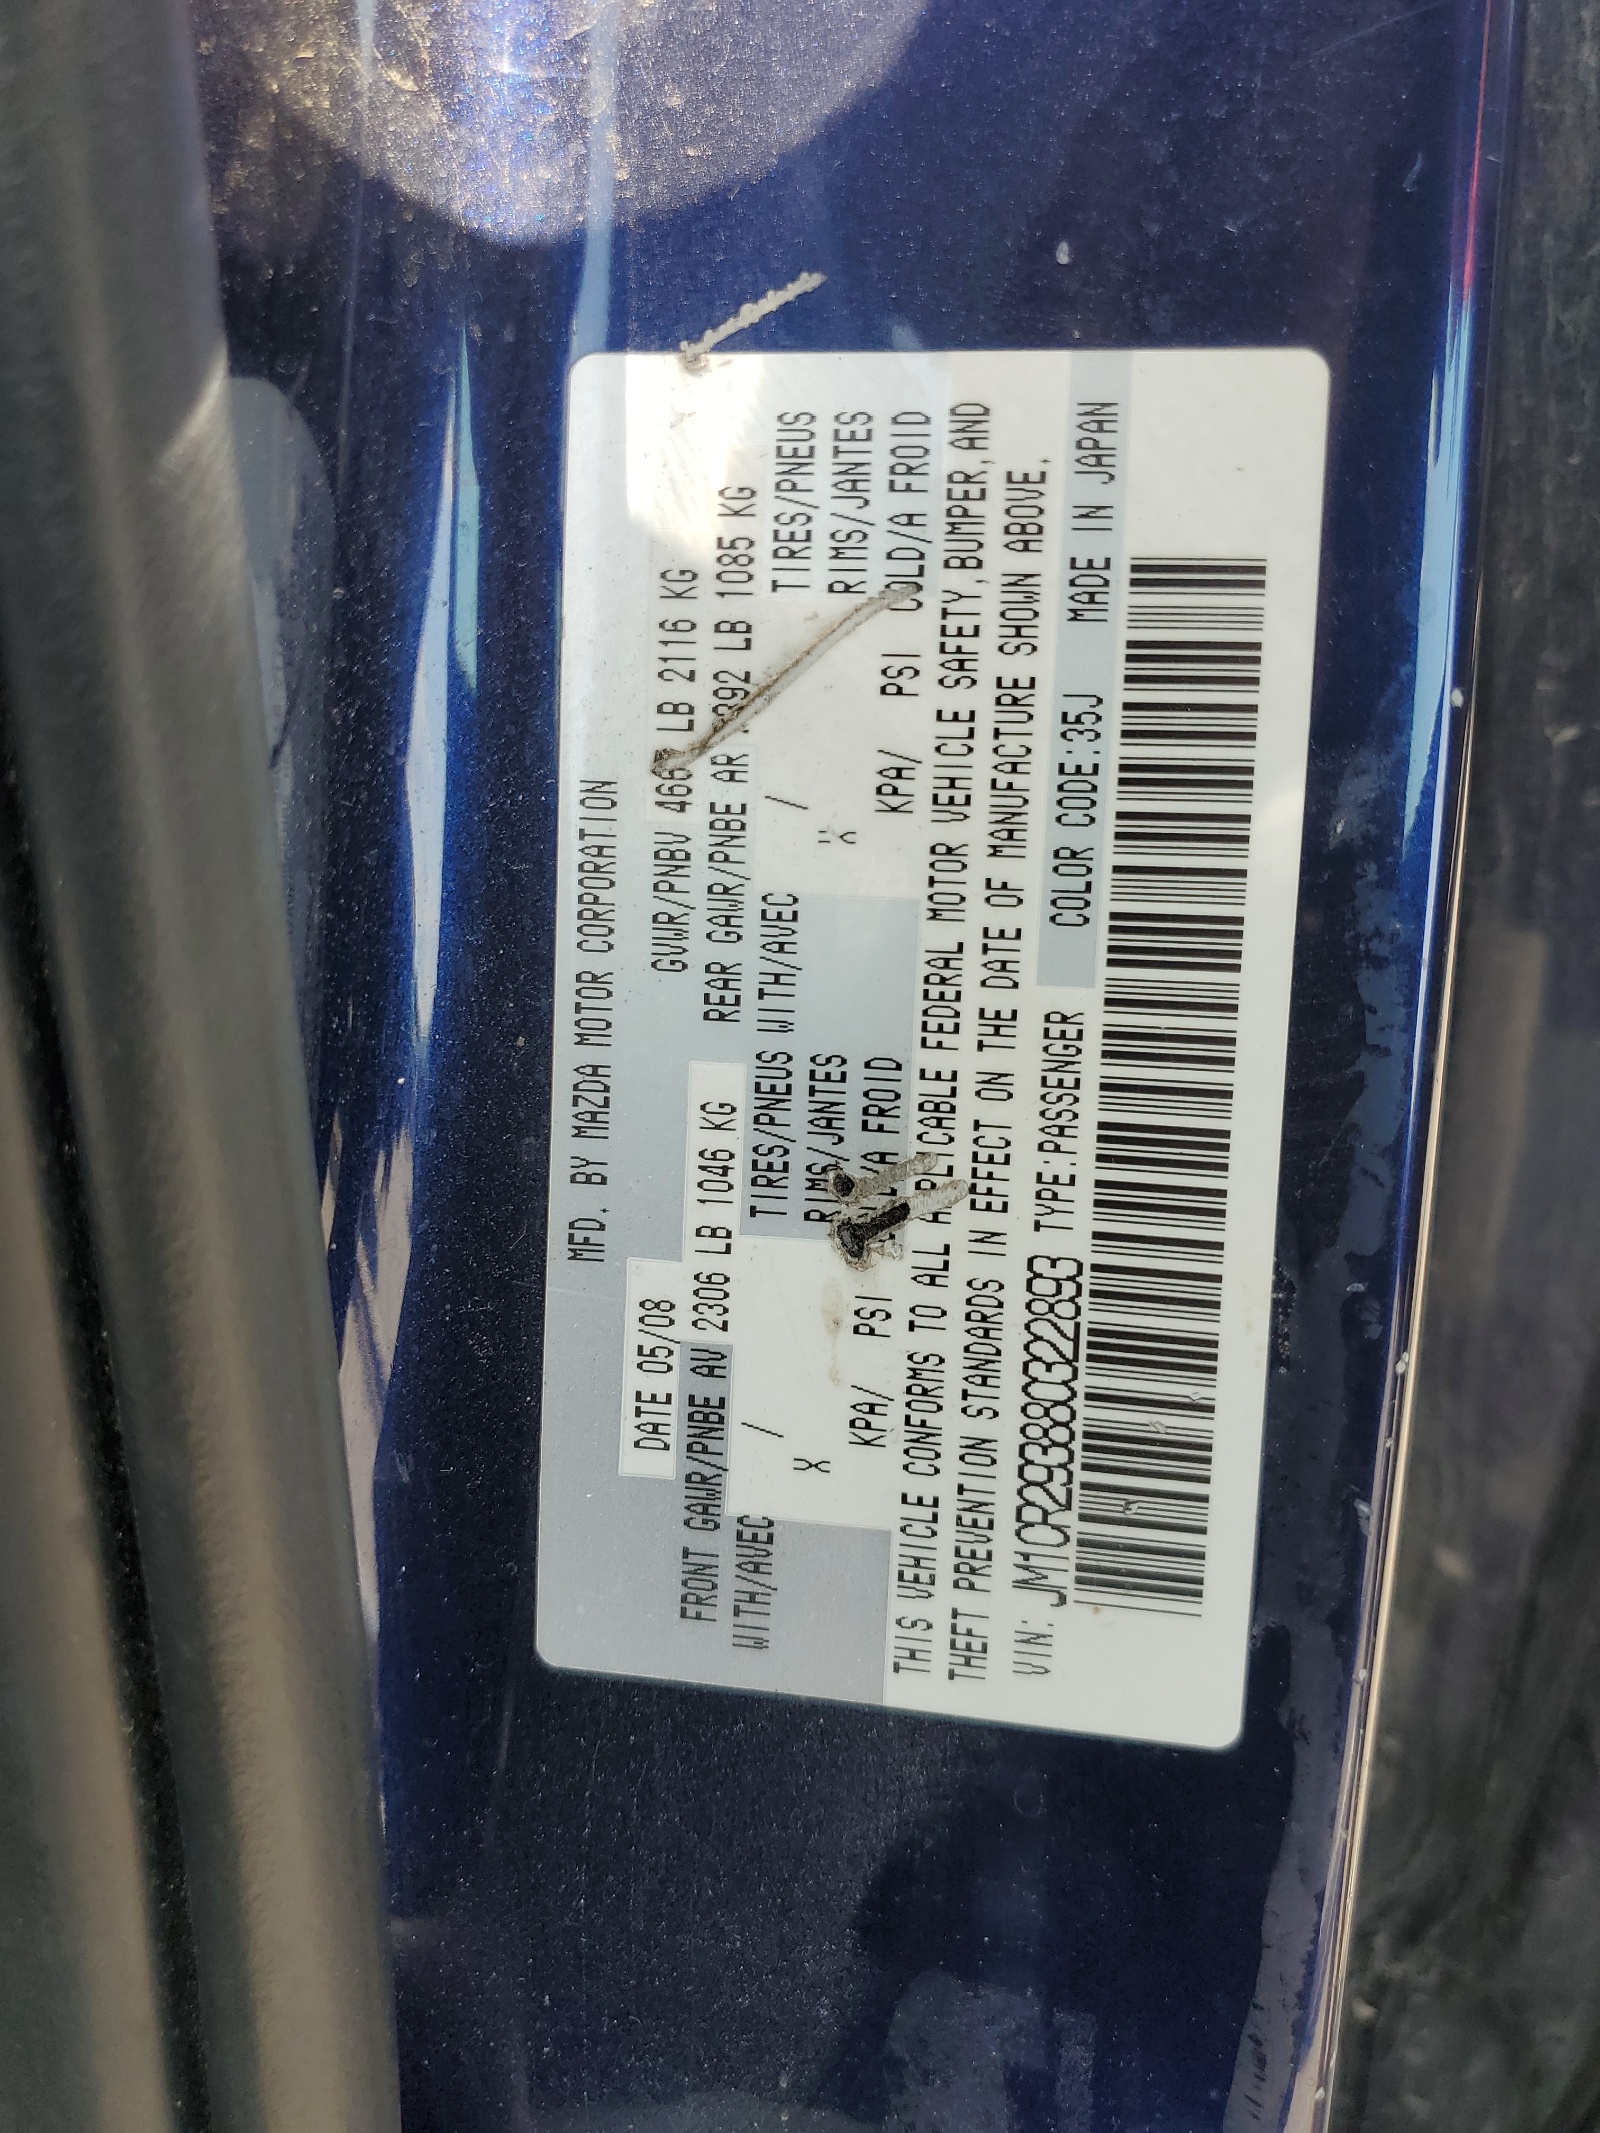 MFD. BY MAZDA MOTOR CORPORATION
DATE 05/08 GVWR/PNBV LB 2116 KG
FRONT GAWR/PNBE AV 2306 LB 1046 KG REAR GAWR/PNBE AR LB 1085 KG
WITH/AVEC / TIRES/PNEUS WITH/AVEC / TIRES/PNEUS
X RIMS/JANTES X RIMS/JANTES
KPA/ PSI FROID KPA/ PSI COLD/A FROID
THIS VEHICLE CONFORMS TO ALL APPLICABLE FEDERAL MOTOR VEHICLE SAFETY, BUMPER, AND
THEFT PREVENTION STANDARDS IN EFFECT ON THE DATE OF MANUFACTURE SHOWN ABOVE.
VIN: JM1CR293880322893 TYPE:PASSENGER COLOR CODE:35J MADE IN JAPAN